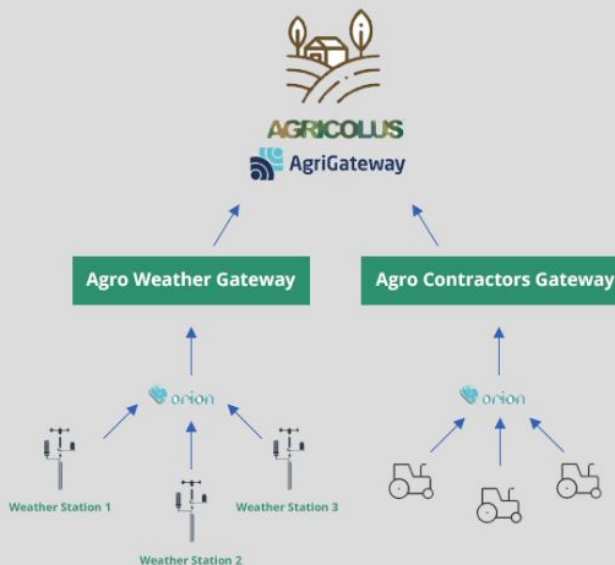 AGRICOLUS
AgriGateway
Agro Weather Gateway
Agro Contractors Gateway
orion
orion
Weather Station 1
Weather Station 3
Weather Station 2